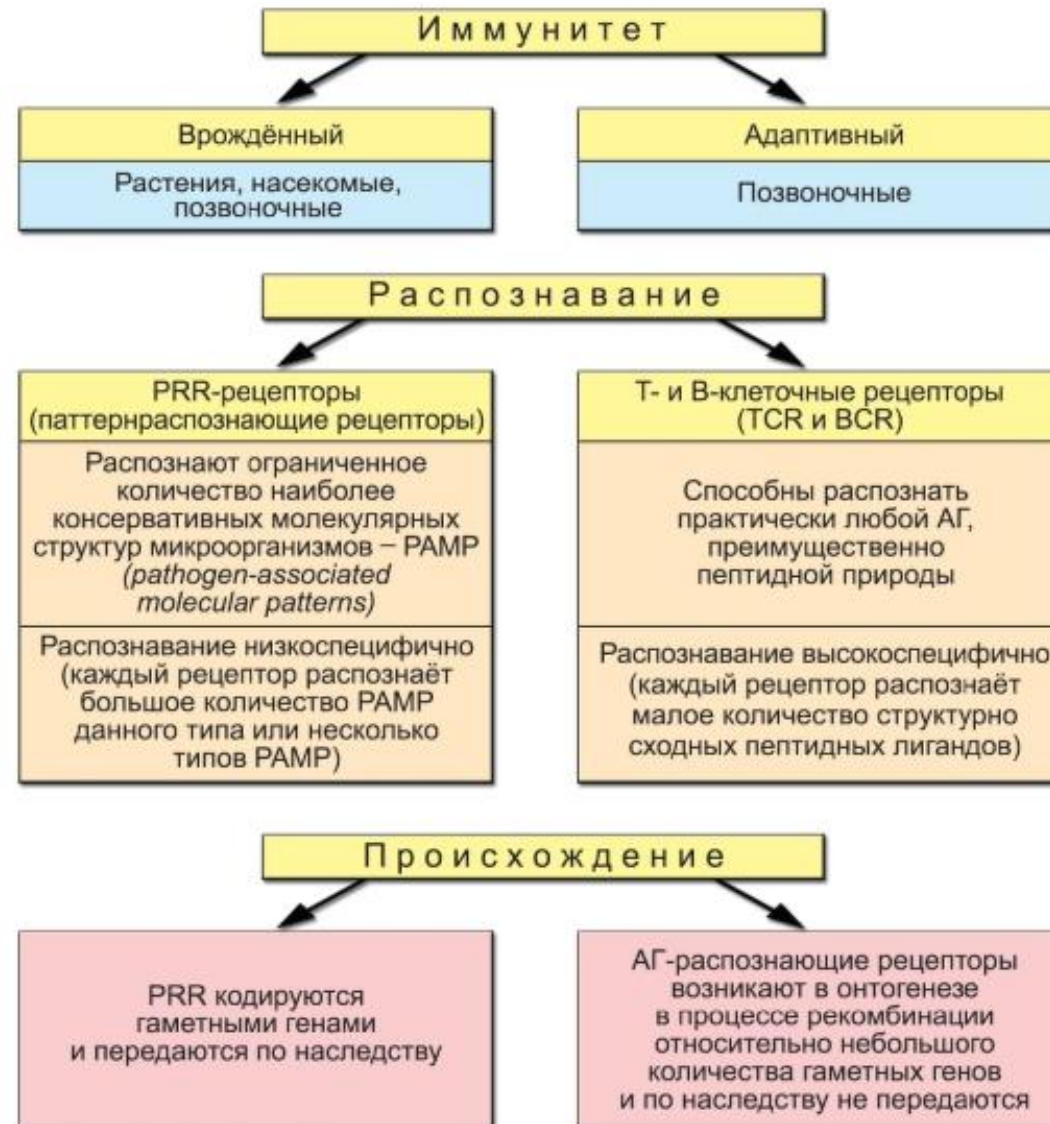 Иммунитет
Врождённый
Растения, насекомые,
позвоночные
Адаптивный
Позвоночные
Распознавание
PRR-рецепторы
(паттернраспознающие рецепторы)
Распознают ограниченное
количество наиболее
консервативных молекулярных
структур микроорганизмов – PAMP
(pathogen-associated
molecular patterns)
Распознавание низкоспецифично
(каждый рецептор распознаёт
большое количество PAMP
данного типа или несколько
типов PAMP)
Т- и В-клеточные рецепторы
(TCR и BCR)
Способны распознать
практически любой АГ,
преимущественно
пептидной природы
Распознавание высокоспецифично
(каждый рецептор распознаёт
малое количество структурно
сходных пептидных лигандов)
Происхождение
PRR кодируются
гаметными генами
и передаются по наследству
АГ-распознающие рецепторы
возникают в онтогенезе
в процессе рекомбинации
относительно небольшого
количества гаметных генов
и по наследству не передаются